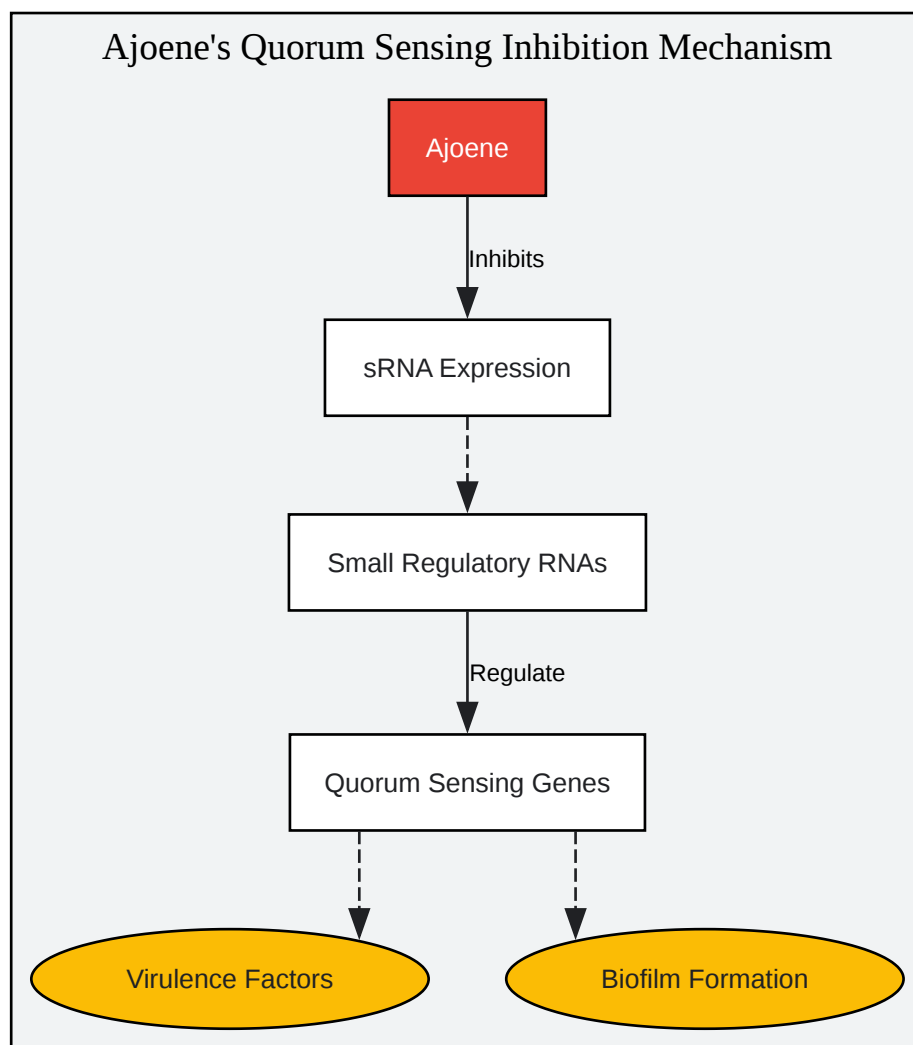 Ajoene's Quorum Sensing Inhibition Mechanism
Ajoene
Inhibits
sRNA Expression
Small Regulatory RNAs
Regulate
Quorum Sensing Genes
Virulence Factors
Biofilm Formation